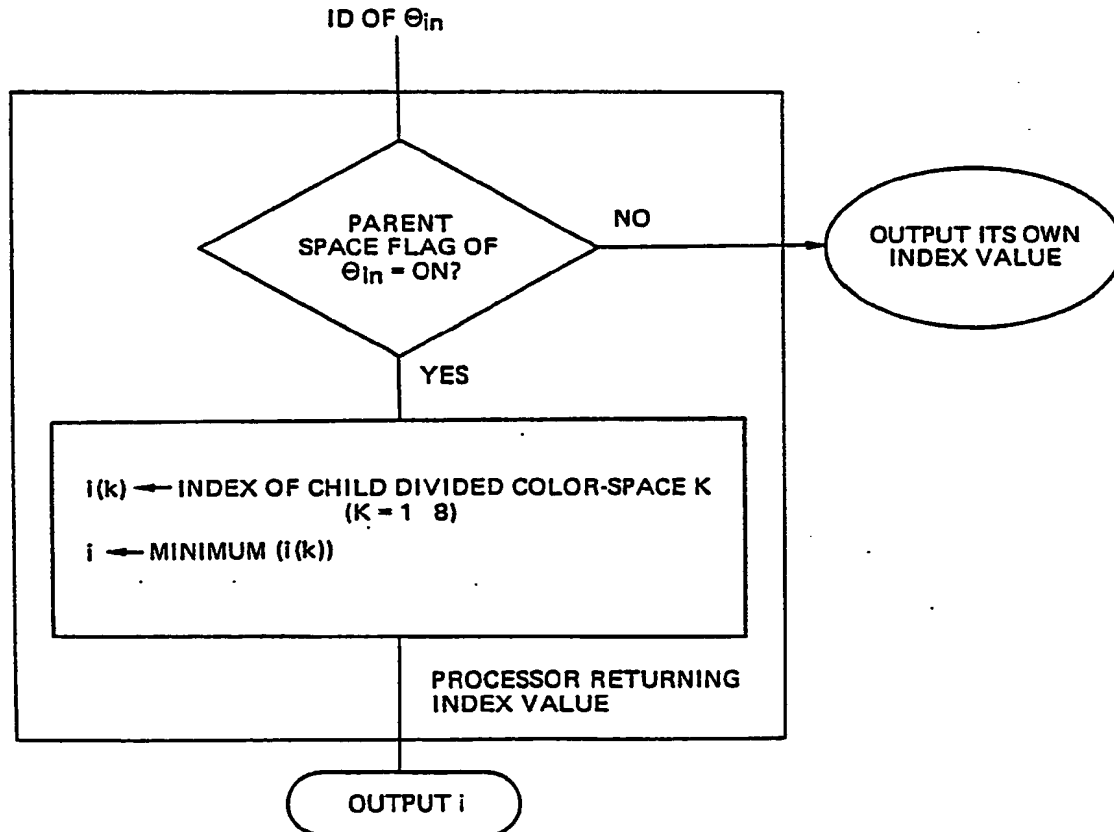 ID OF Θin
PARENT
SPACE FLAG OF
Θin = ON?
NO
OUTPUT ITS OWN
INDEX VALUE
YES
i(k) ← INDEX OF CHILD DIVIDED COLOR-SPACE K
(K = 1 8)
i ← MINIMUM (i(k))
PROCESSOR RETURNING
INDEX VALUE
OUTPUT i